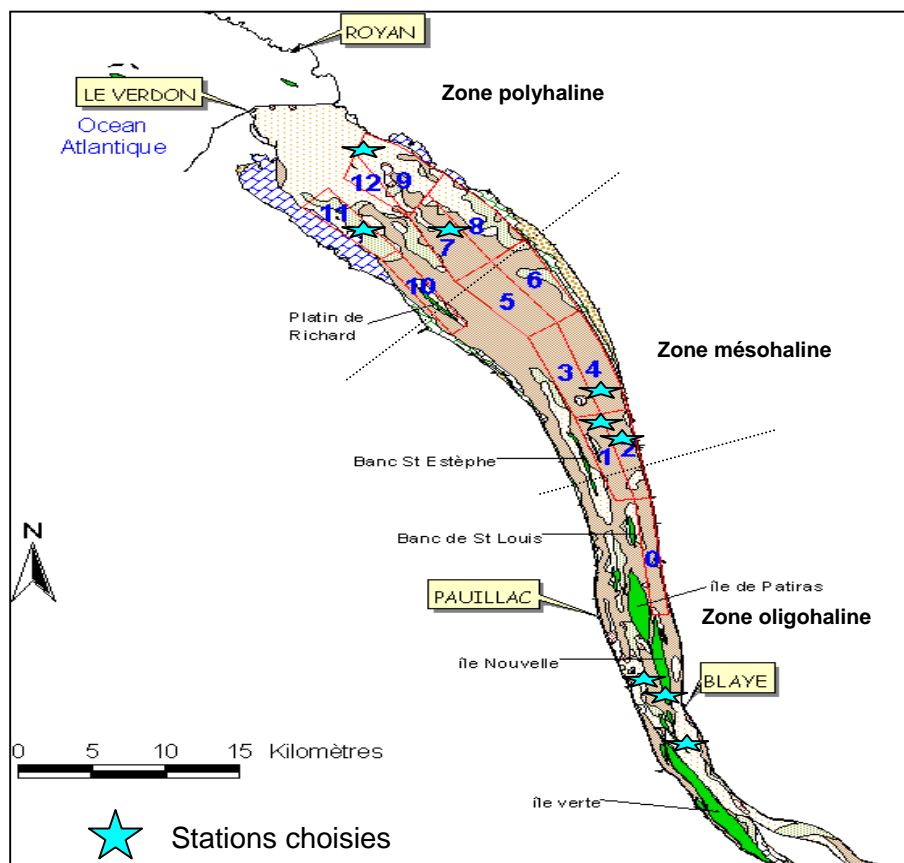 ROYAN
Zone polyhaline
LE VERDON
Ocean
Atlantique
12
9
11
8
7
10
6
5
Platin de
Richard
Zone mésohaline
3
4
Banc St Estèphe
1
2
Banc de St Louis
0
N
île de Patiras
PAUILLAC
Zone oligohaline
île Nouvelle
BLAYE
0 5 10 15 Kilomètres
île verte
Stations choisies